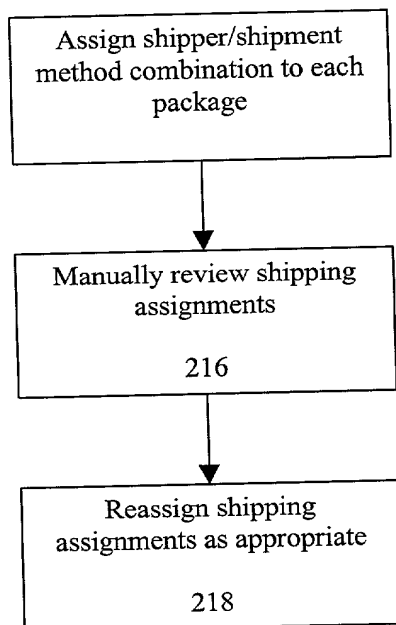 Assign shipper/shipment
method combination to each
package
Manually review shipping
assignments
216
Reassign shipping
assignments as appropriate
218